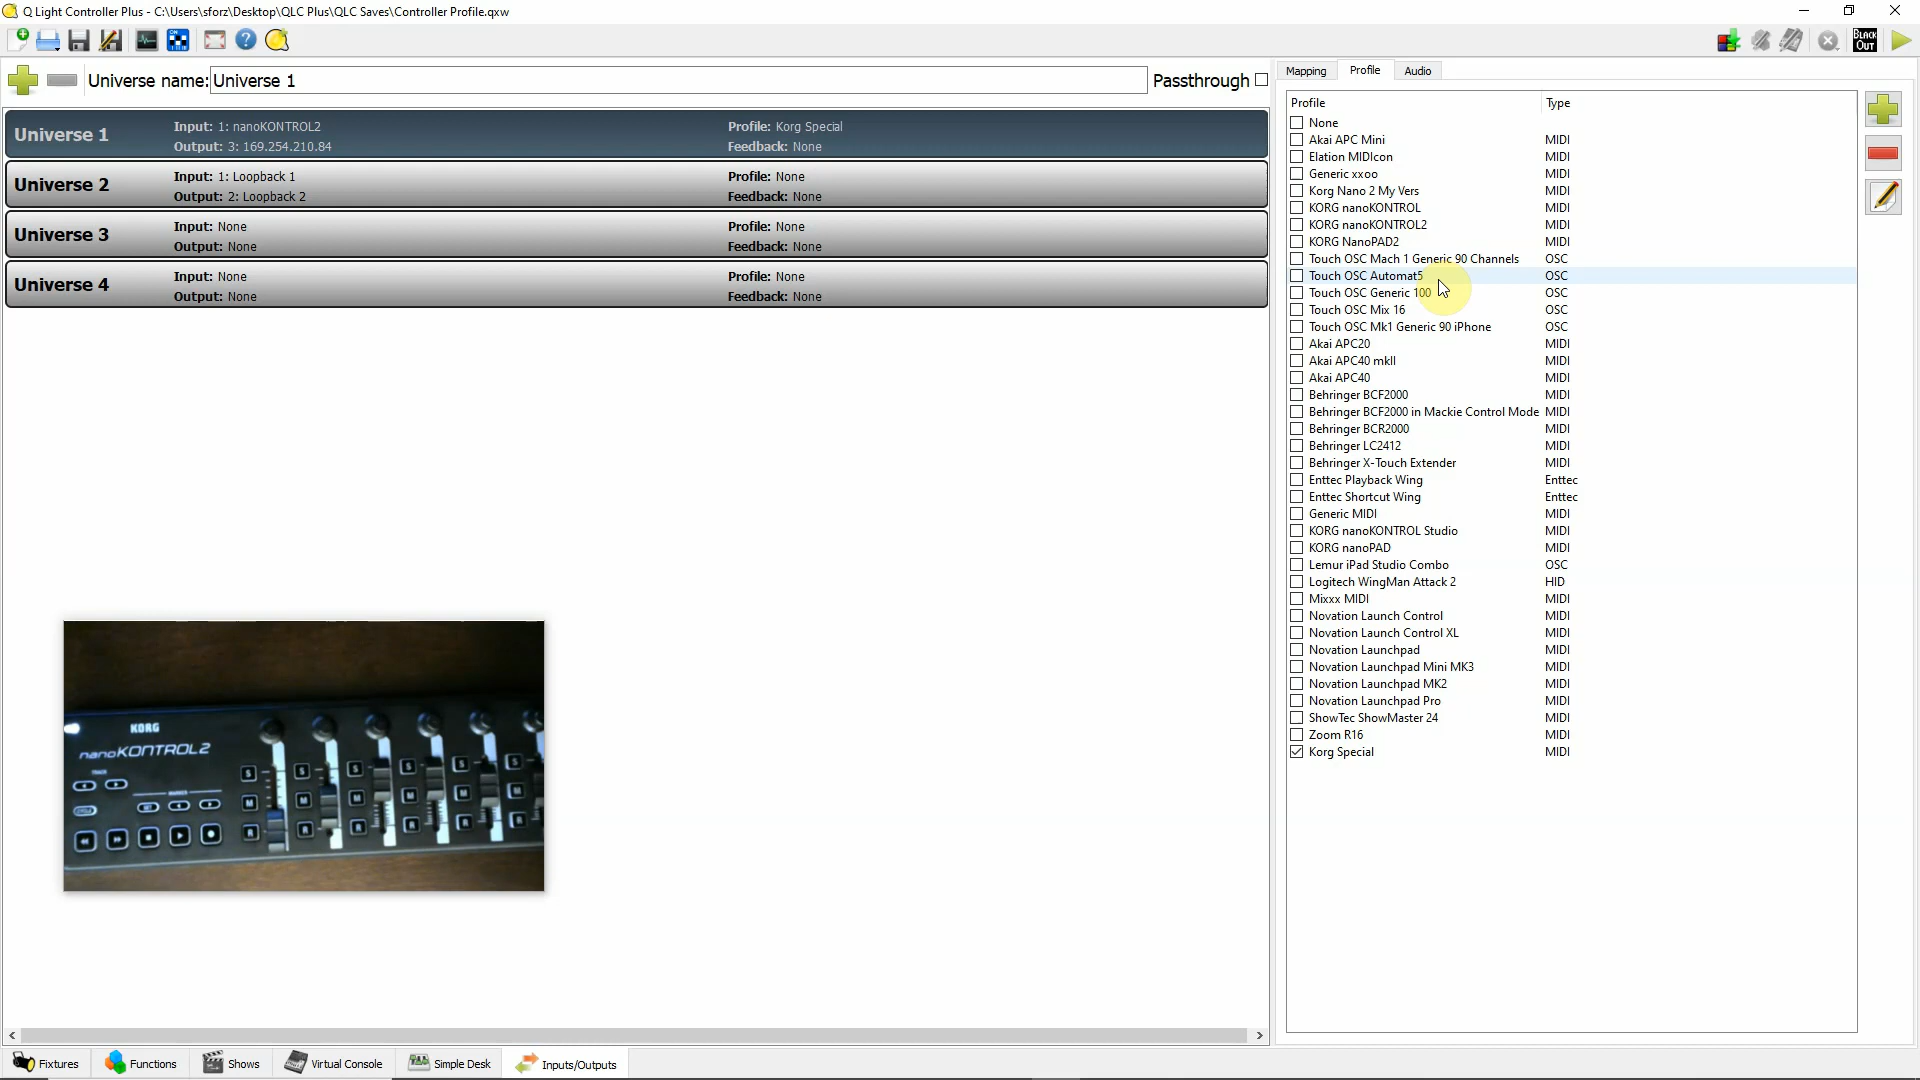 Q Light Controller Plus - C:\Users\sforz\Desktop\QLC Plus\QLC Saves\Controller Profile.qxw
BLACK OUT
Universe name: Universe 1
Passthrough
Universe 1
Input: 1: nanoKONTROL2
Output: 3: 169.254.210.84
Profile: Korg Special
Feedback: None
Universe 2
Input: 1: Loopback 1
Output: 2: Loopback 2
Profile: None
Feedback: None
Universe 3
Input: None
Output: None
Profile: None
Feedback: None
Universe 4
Input: None
Output: None
Profile: None
Feedback: None
Mapping Profile Audio
Profile Type
None
Akai APC Mini MIDI
Elation MIDIcon MIDI
Generic xxoo MIDI
Korg Nano 2 My Vers MIDI
KORG nanoKONTROL MIDI
KORG nanoKONTROL2 MIDI
KORG NanoPAD2 MIDI
Touch OSC Mach 1 Generic 90 Channels OSC
Touch OSC Automat5 OSC
Touch OSC Generic 100 OSC
Touch OSC Mix 16 OSC
Touch OSC Mk1 Generic 90 iPhone OSC
Akai APC20 MIDI
Akai APC40 mkII MIDI
Akai APC40 MIDI
Behringer BCF2000 MIDI
Behringer BCF2000 in Mackie Control Mode MIDI
Behringer BCR2000 MIDI
Behringer LC2412 MIDI
Behringer X-Touch Extender MIDI
Enttec Playback Wing Enttec
Enttec Shortcut Wing Enttec
Generic MIDI MIDI
KORG nanoKONTROL Studio MIDI
KORG nanoPAD MIDI
Lemur iPad Studio Combo OSC
Logitech WingMan Attack 2 HID
Mixxx MIDI MIDI
Novation Launch Control MIDI
Novation Launch Control XL MIDI
Novation Launchpad MIDI
Novation Launchpad Mini MK3 MIDI
Novation Launchpad MK2 MIDI
Novation Launchpad Pro MIDI
ShowTec ShowMaster 24 MIDI
Zoom R16 MIDI
Korg Special MIDI
KORG
nanoKONTROL2
TRACK
MARKER
CYCLE
SET
S S S S S S
M M M M M M
R R R R R R
Fixtures Functions Shows Virtual Console Simple Desk Inputs/Outputs